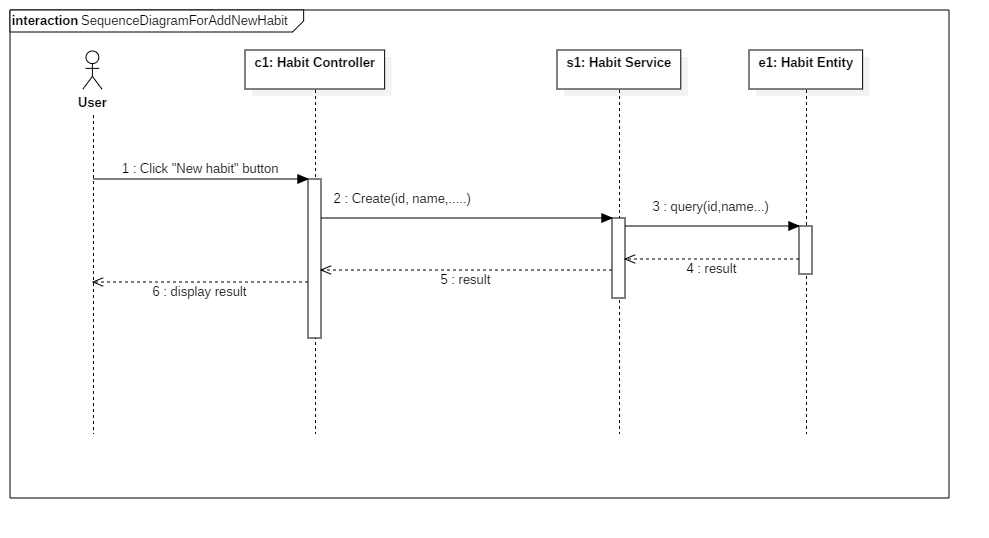 interaction SequenceDiagramForAddNewHabit
c1: Habit Controller
s1: Habit Service
e1: Habit Entity
User
1 : Click "New habit" button
2 : Create(id, name,.....)
3 : query(id,name...)
4 : result
5 : result
6 : display result